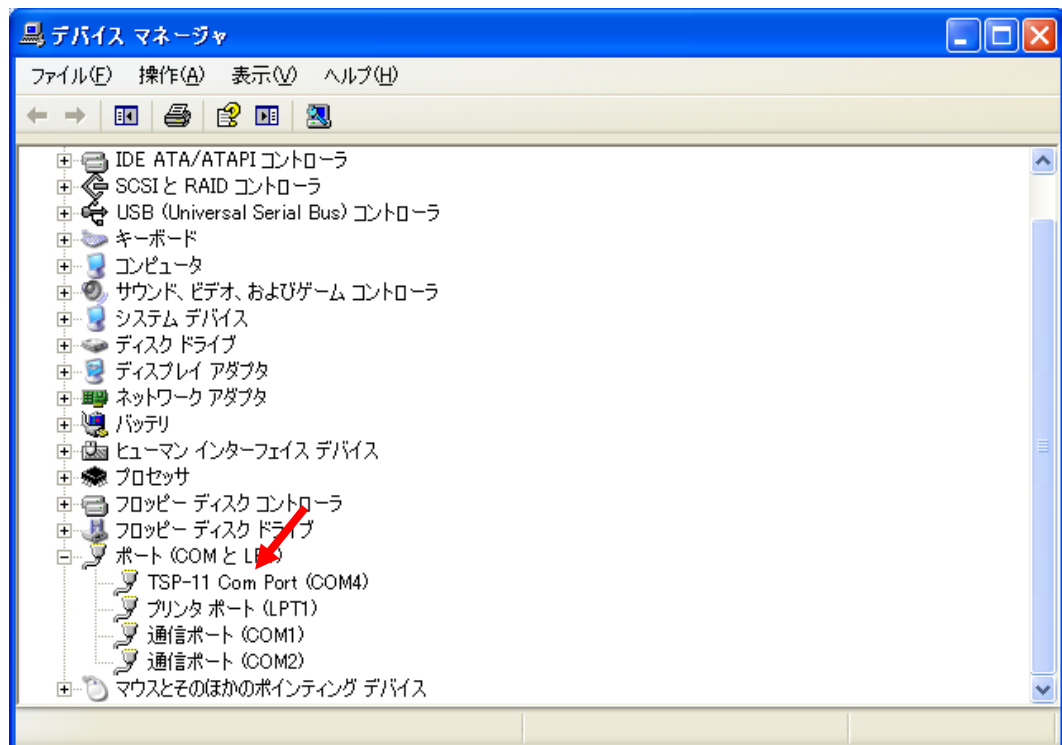 デバイス マネージャ
ファイル(F) 操作(A) 表示(V) ヘルプ(H)
IDE ATA/ATAPI コントローラ
SCSI と RAID コントローラ
USB (Universal Serial Bus) コントローラ
キーボード
コンピュータ
サウンド、ビデオ、およびゲーム コントローラ
システム デバイス
ディスク ドライブ
ディスプレイ アダプタ
ネットワーク アダプタ
バッテリ
ヒューマン インターフェイス デバイス
プロセッサ
フロッピー ディスク コントローラ
フロッピー ディスク ドライブ
ポート (COM と LPT)
TSP-11 Com Port (COM4)
プリンタ ポート (LPT1)
通信ポート (COM1)
通信ポート (COM2)
マウスとそのほかのポインティング デバイス